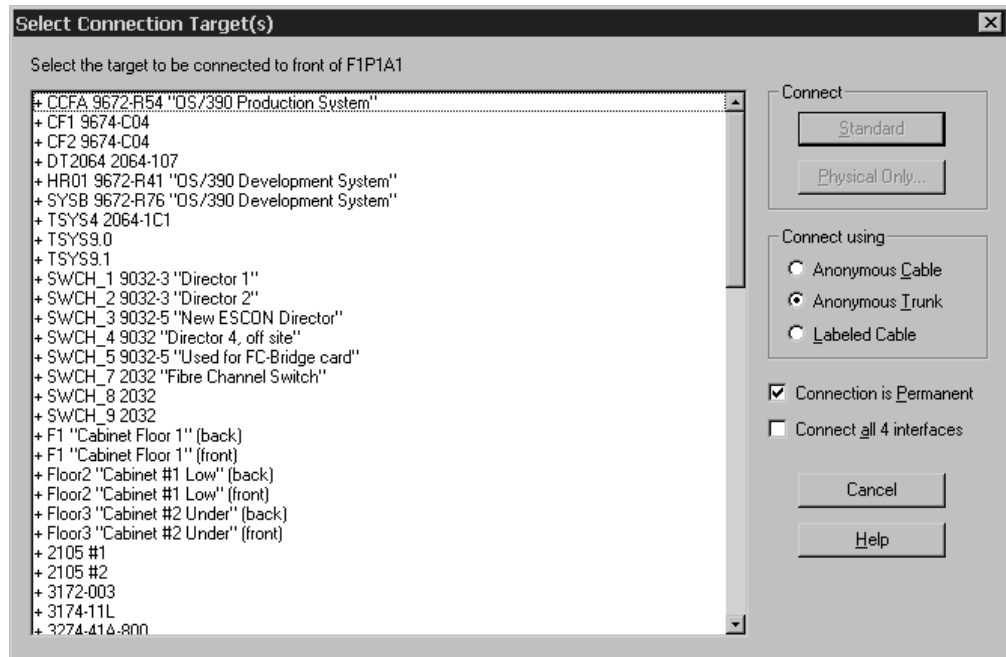 Select Connection Target(s)
Select the target to be connected to front of F1P1A1
+ CCFA 9672-R54 "OS/390 Production System"
+ CF1 9674-C04
+ CF2 9674-C04
+ DT2064 2064-107
+ HR01 9672-R41 "OS/390 Development System"
+ SYSB 9672-R76 "OS/390 Development System"
+ TSYS4 2064-1C1
+ TSYS9.0
+ TSYS9.1
+ SWCH_1 9032-3 "Director 1"
+ SWCH_2 9032-3 "Director 2"
+ SWCH_3 9032-5 "New ESCON Director"
+ SWCH_4 9032 "Director 4, off site"
+ SWCH_5 9032-5 "Used for FC-Bridge card"
+ SWCH_7 2032 "Fibre Channel Switch"
+ SWCH_8 2032
+ SWCH_9 2032
+ F1 "Cabinet Floor 1" (back)
+ F1 "Cabinet Floor 1" (front)
+ Floor2 "Cabinet #1 Low" (back)
+ Floor2 "Cabinet #1 Low" (front)
+ Floor3 "Cabinet #2 Under" (back)
+ Floor3 "Cabinet #2 Under" (front)
+ 2105 #1
+ 2105 #2
+ 3172-003
+ 3174-11L
+ 3274-41A-800
Connect
Standard
Physical Only...
Connect using
Anonymous Cable
Anonymous Trunk
Labeled Cable
Connection is Permanent
Connect all 4 interfaces
Cancel
Help